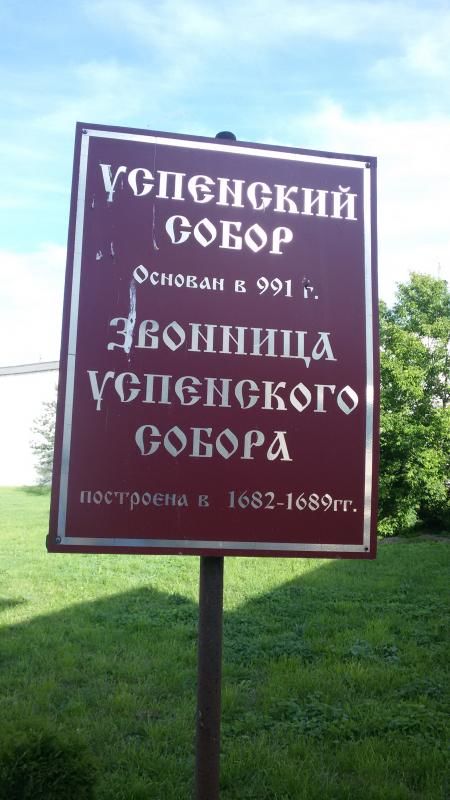 УСПЕНСКИЙ
СОБОР
Основан в 991 г.
ЗВОННИЦА
УСПЕНСКОГО
СОБОРА
построена в 1682-1689гг.